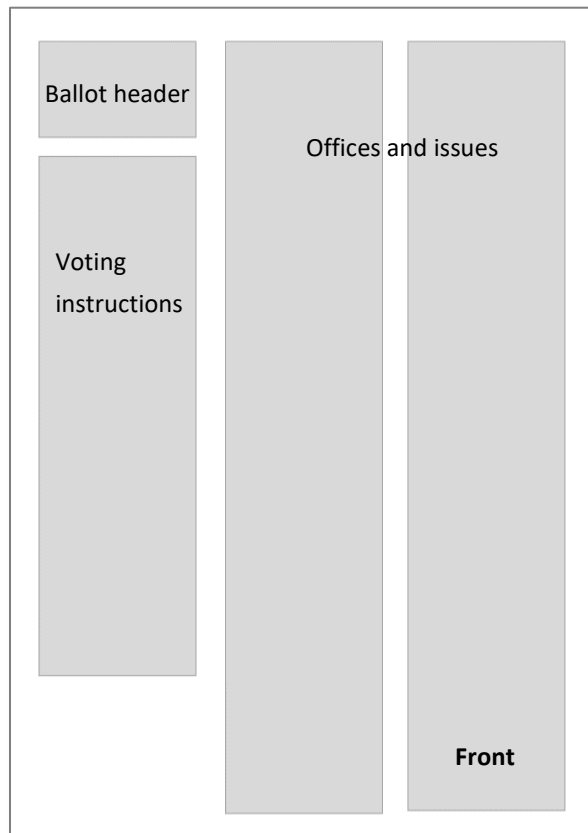 Ballot header
Voting
instructions
Offices and issues
Front